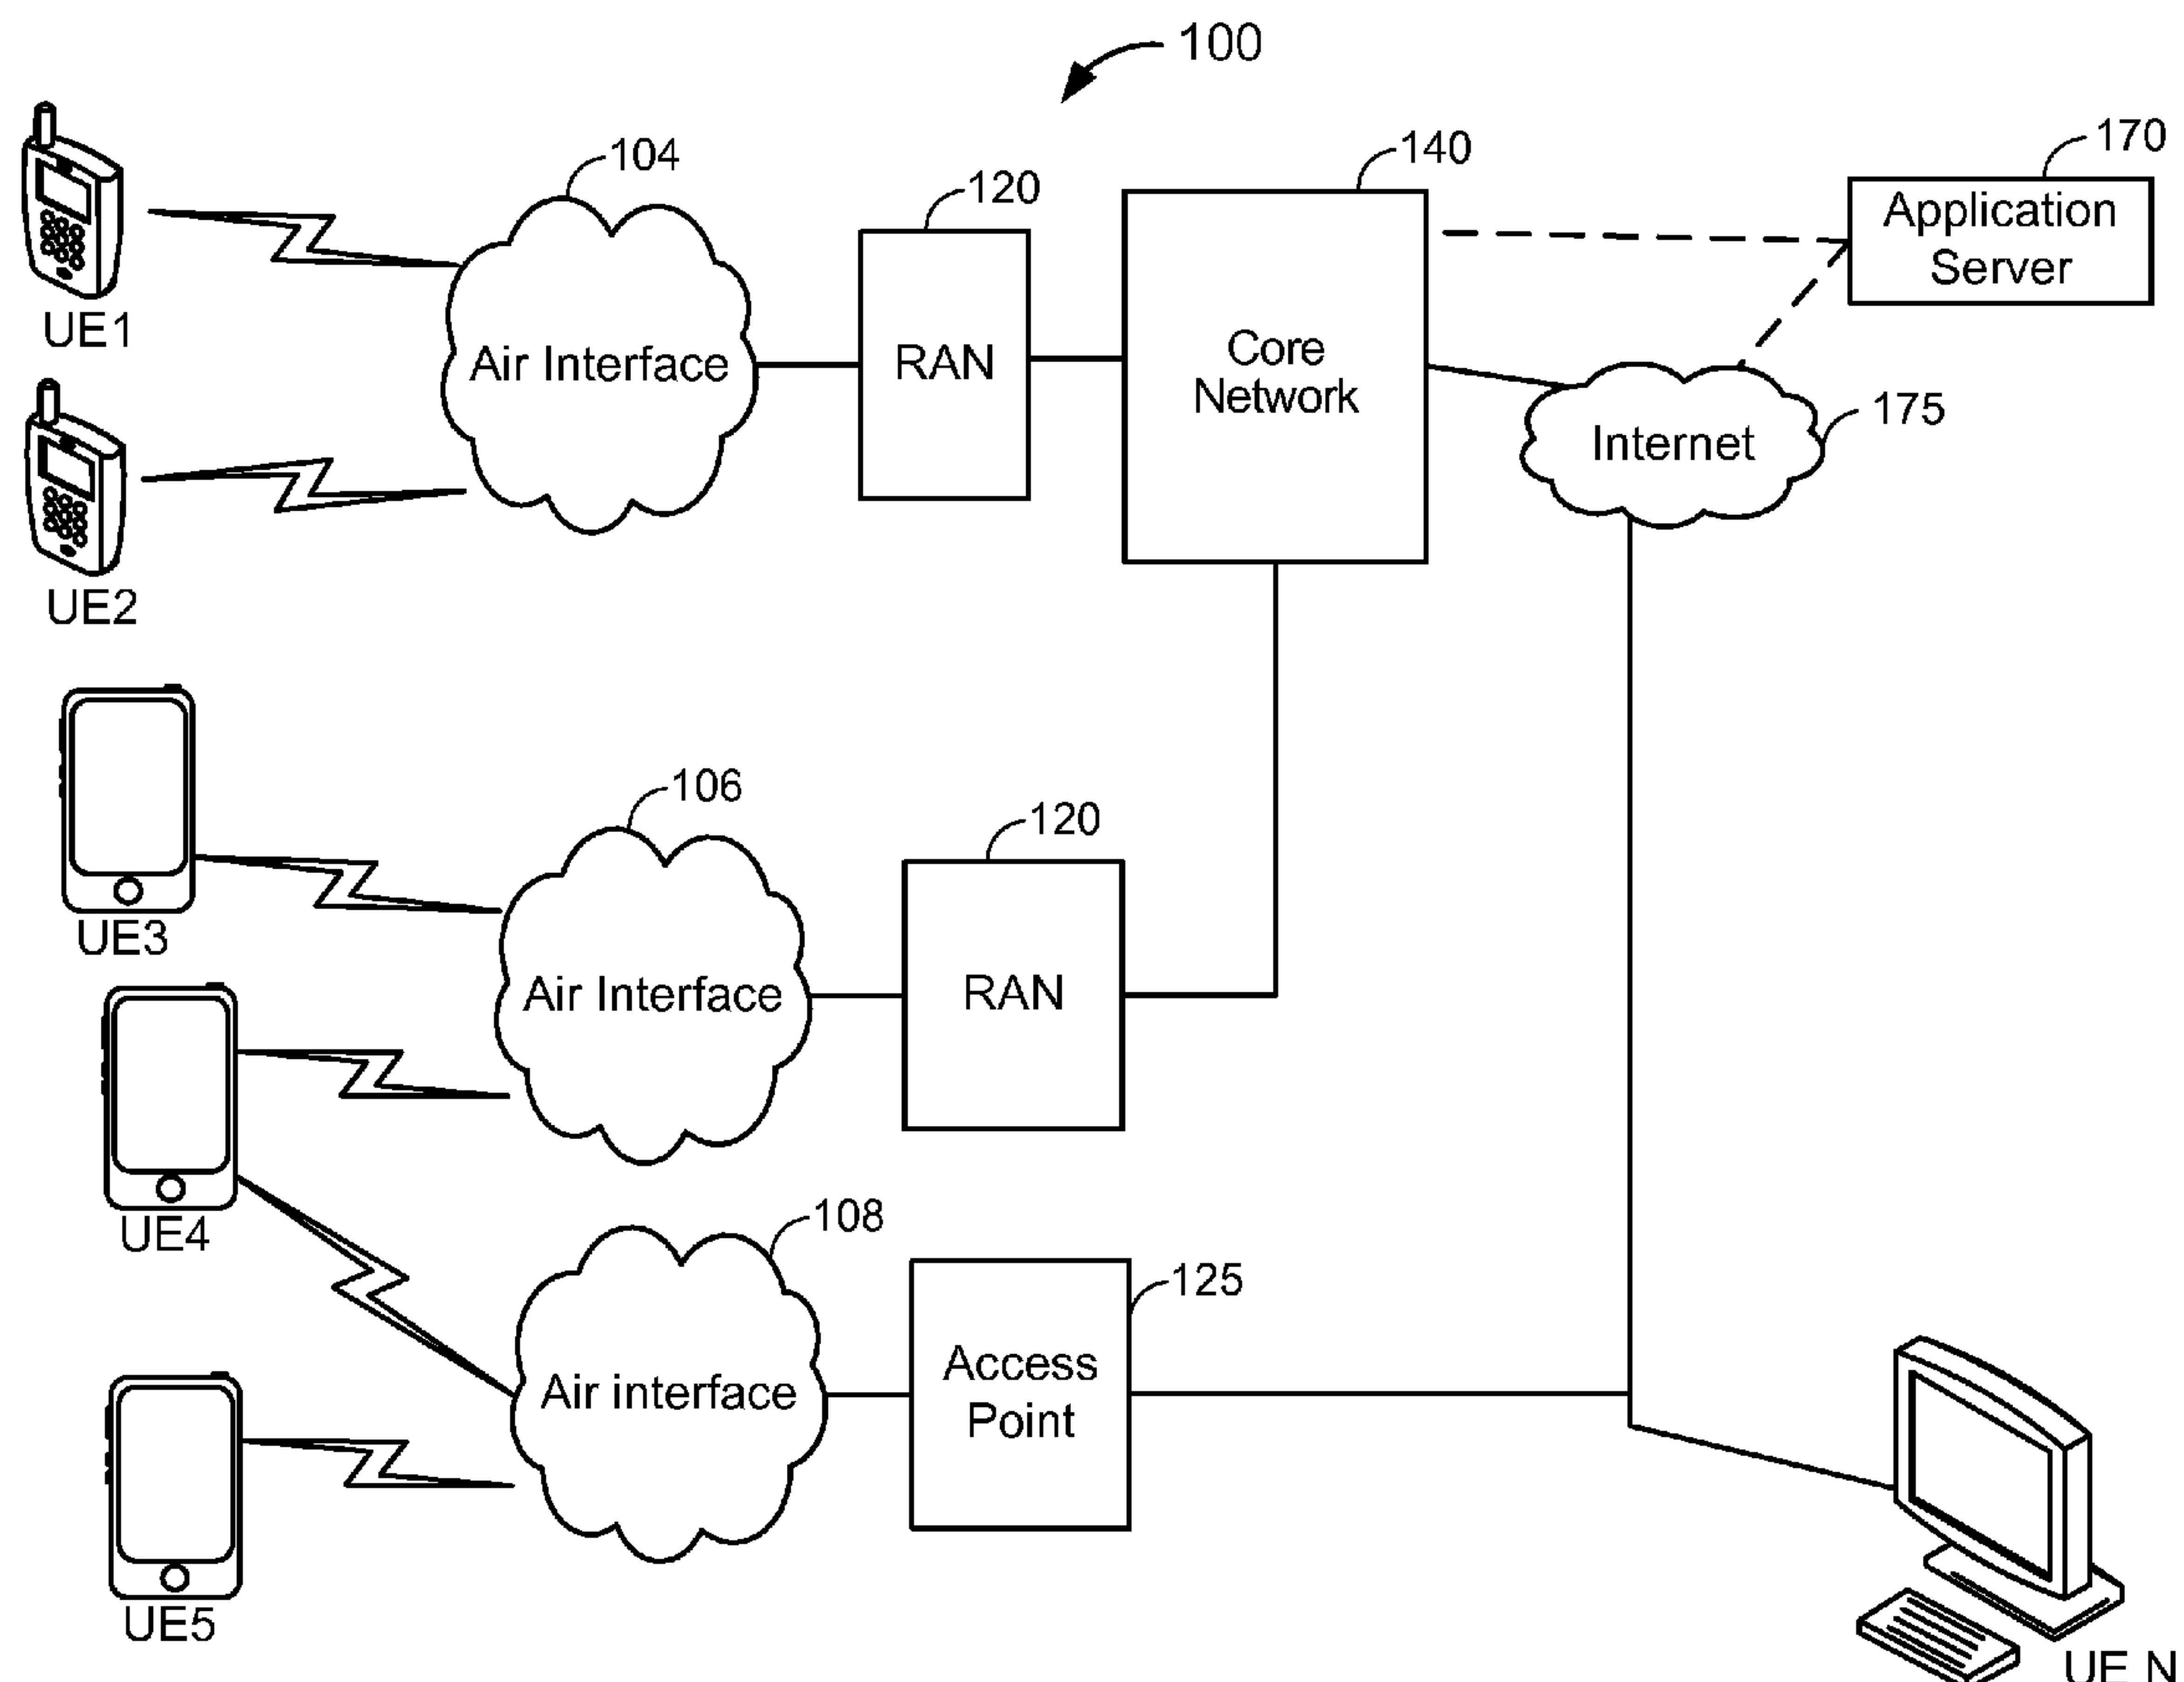 100
104
120
140
170
Application
Server
UE1
Air Interface
RAN
Core
Network
175
Internet
UE2
106
120
UE3
Air Interface
RAN
UE4
108
125
Air interface
Access
Point
UE5
UE N